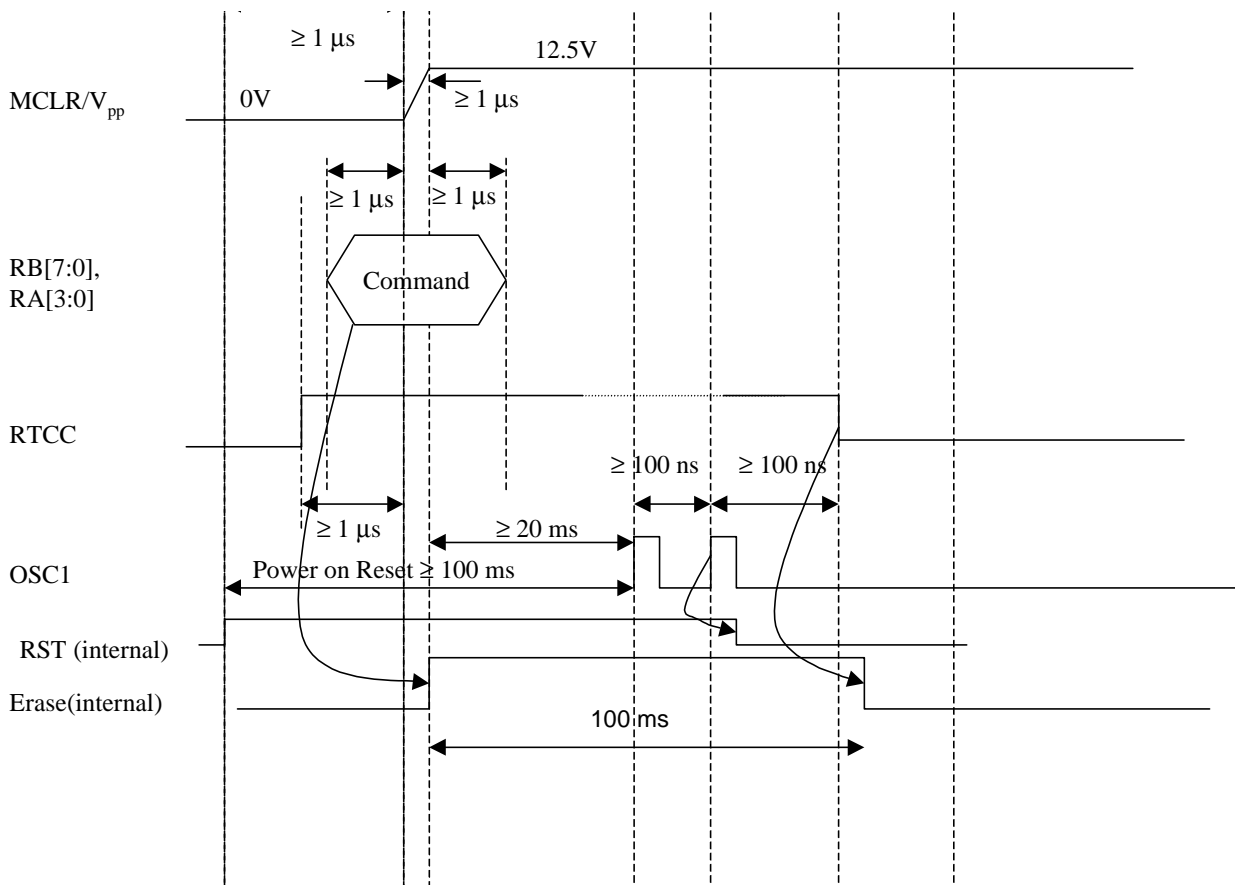 ≥ 1 μs
12.5V
MCLR/Vpp
0V
≥ 1 μs
≥ 1 μs
≥ 1 μs
RB[7:0],
RA[3:0]
Command
RTCC
≥ 100 ns
≥ 100 ns
≥ 1 μs
≥ 20 ms
OSC1
Power on Reset ≥ 100 ms
RST (internal)
Erase(internal)
100 ms